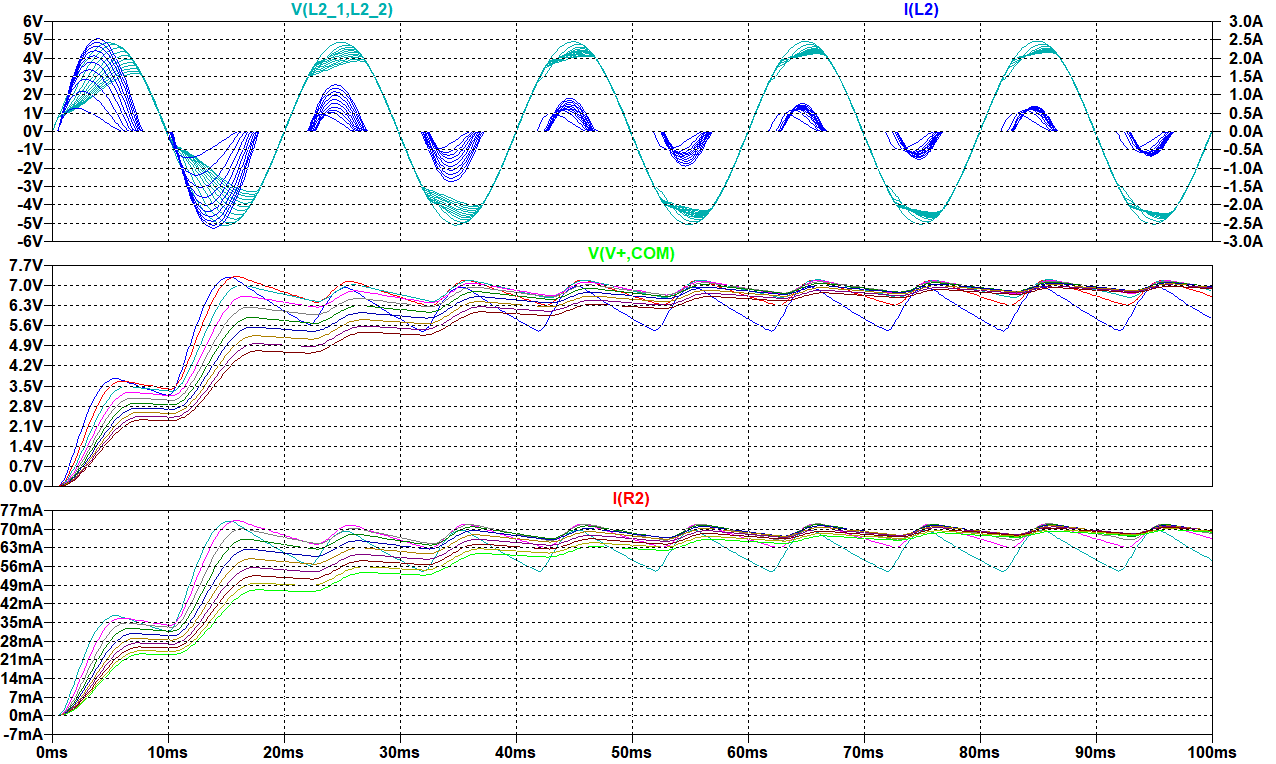 V(L2_1,L2_2) I(L2)
6V 3.0A
5V 2.5A
4V 2.0A
3V 1.5A
2V 1.0A
1V 0.5A
0V 0.0A
-1V -0.5A
-2V -1.0A
-3V -1.5A
-4V -2.0A
-5V -2.5A
-6V -3.0A
V(V+,COM)
7.7V
7.0V
6.3V
5.6V
4.9V
4.2V
3.5V
2.8V
2.1V
1.4V
0.7V
0.0V
I(R2)
77mA
70mA
63mA
56mA
49mA
42mA
35mA
28mA
21mA
14mA
7mA
0mA
-7mA
0ms 10ms 20ms 30ms 40ms 50ms 60ms 70ms 80ms 90ms 100ms